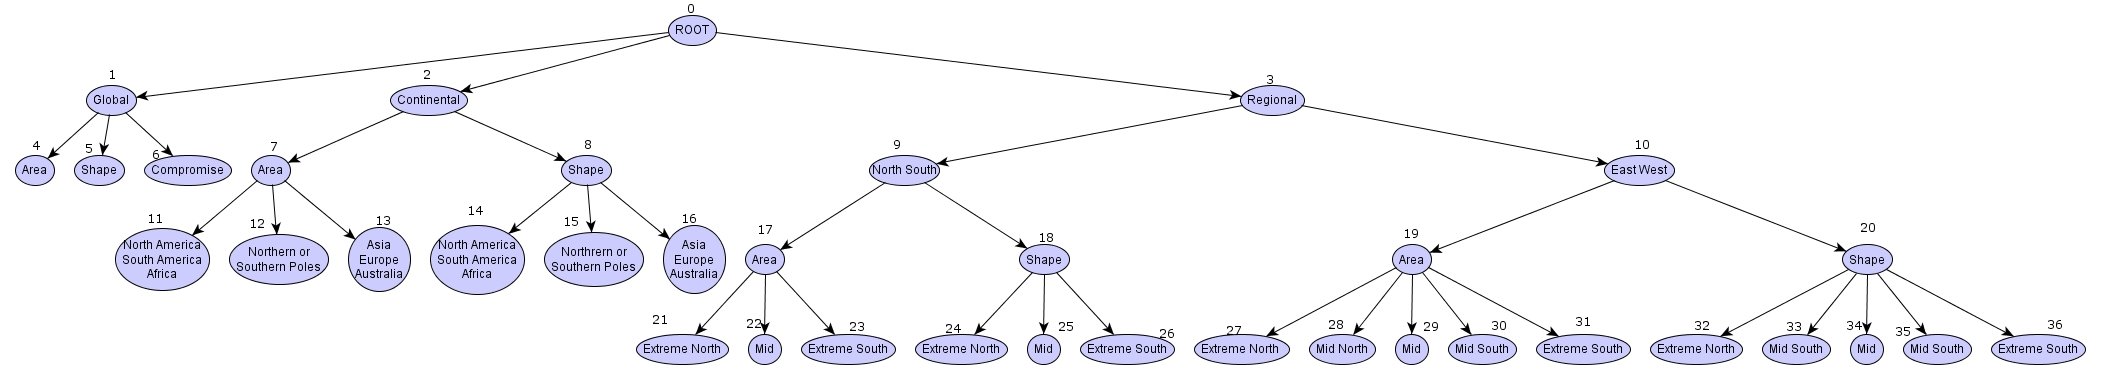 0
ROOT
1
2
3
Global
Continental
Regional
4
5
6
7
8
9
10
Area
Shape
Compromise
Area
Shape
North South
East West
11
12
13
14
15
16
17
18
19
20
North America
South America
Africa
Northern or
Southern Poles
Asia
Europe
Australia
North America
South America
Africa
Northrern or
Southern Poles
Asia
Europe
Australia
Area
Shape
Area
Shape
21
22
23
24
25
26
27
28
29
30
31
32
33
34
35
36
Extreme North
Mid
Extreme South
Extreme North
Mid
Extreme South
Extreme North
Mid North
Mid
Mid South
Extreme South
Extreme North
Mid South
Mid
Mid South
Extreme South